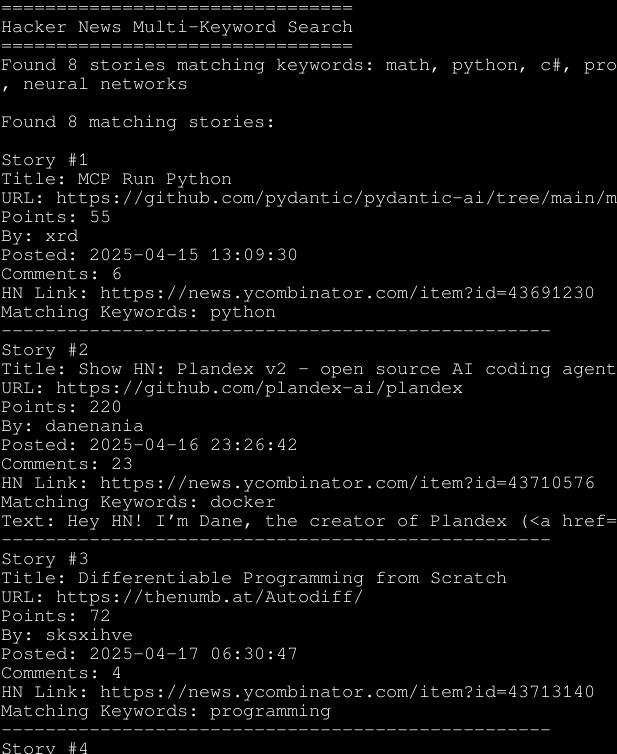 ================================
Hacker News Multi-Keyword Search
================================
Found 8 stories matching keywords: math, python, c#, pro
, neural networks
Found 8 matching stories:
Story #1
Title: MCP Run Python
URL: https://github.com/pydantic/pydantic-ai/tree/main/m
Points: 55
By: xrd
Posted: 2025-04-15 13:09:30
Comments: 6
HN Link: https://news.ycombinator.com/item?id=43691230
Matching Keywords: python
--------------------------------------------------
Story #2
Title: Show HN: Plandex v2 – open source AI coding agent
URL: https://github.com/plandex-ai/plandex
Points: 220
By: danenania
Posted: 2025-04-16 23:26:42
Comments: 23
HN Link: https://news.ycombinator.com/item?id=43710576
Matching Keywords: docker
Text: Hey HN! I’m Dane, the creator of Plandex (<a href=
--------------------------------------------------
Story #3
Title: Differentiable Programming from Scratch
URL: https://thenumb.at/Autodiff/
Points: 72
By: sksxihve
Posted: 2025-04-17 06:30:47
Comments: 4
HN Link: https://news.ycombinator.com/item?id=43713140
Matching Keywords: programming
--------------------------------------------------
Story #4